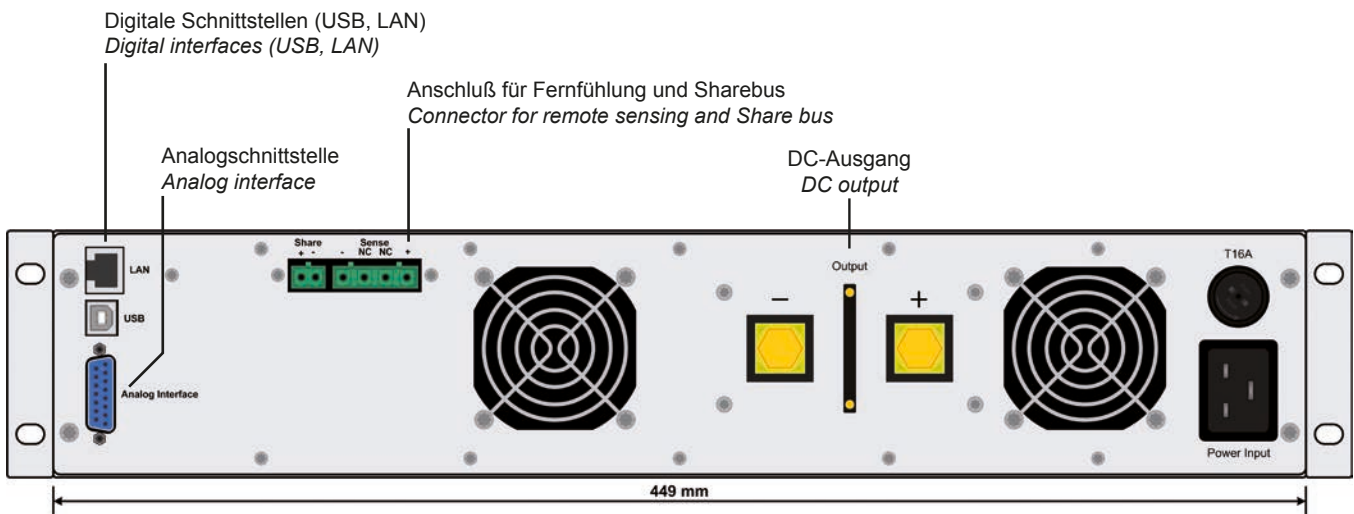 Digitale Schnittstellen (USB, LAN)
Digital interfaces (USB, LAN)
Anschluß für Fernfühlung und Sharebus
Connector for remote sensing and Share bus
Analogschnittstelle
Analog interface
DC-Ausgang
DC output
Share Sense
+ - - NC NC +
LAN
USB
Analog Interface
Output
- +
T16A
Power Input
449 mm